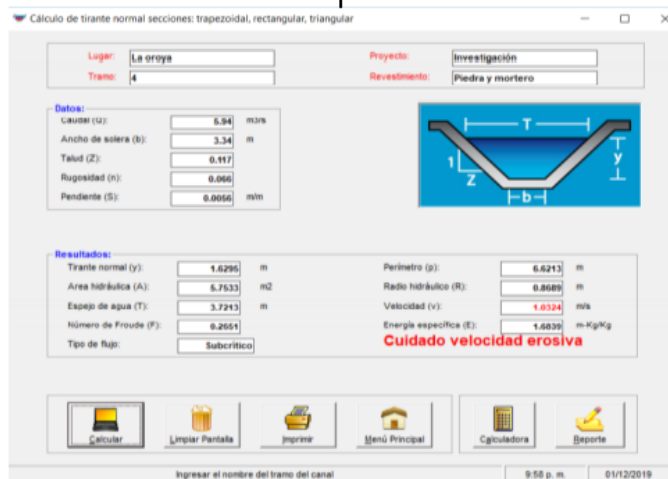 Cálculo de tirante normal secciones: trapezoidal, rectangular, triangular
Lugar: La oroya
Proyecto: Investigación
Tramo: 4
Revestimiento: Piedra y mortero
Datos:
Caudal (Q): 5.94 m3/s
Ancho de solera (b): 3.34 m
Talud (Z): 0.117
Rugosidad (n): 0.066
Pendiente (S): 0.0056 m/m
T
1
Z
y
b
Resultados:
Tirante normal (y): 1.6295 m
Perímetro (p): 6.6213 m
Area hidráulica (A): 5.7533 m2
Radio hidráulico (R): 0.8689 m
Espejo de agua (T): 3.7213 m
Velocidad (v): 1.0324 m/s
Número de Froude (F): 0.2651
Energía específica (E): 1.6839 m-Kg/Kg
Tipo de flujo: Subcrítico
Cuidado velocidad erosiva
Calcular
Limpiar Pantalla
Imprimir
Menú Principal
Calculadora
Reporte
Ingresar el nombre del tramo del canal
9:58 p. m.
01/12/2019